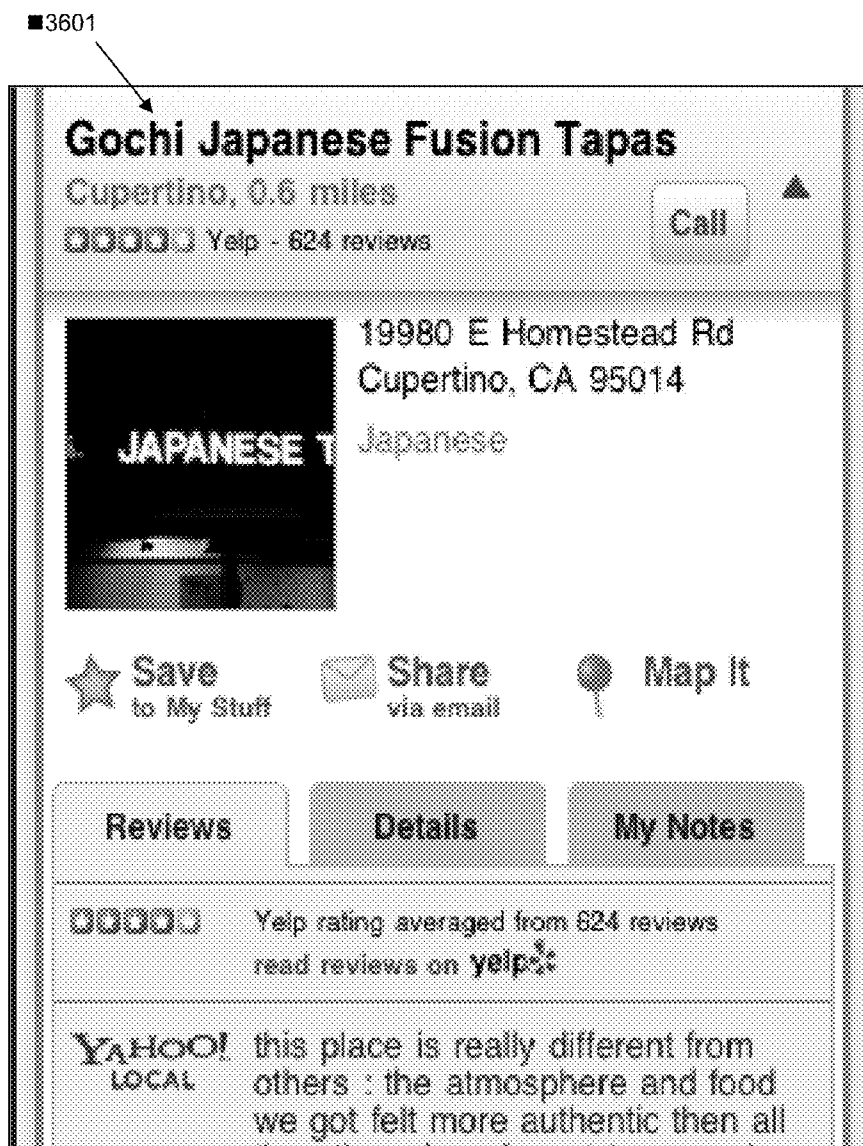 ■3601
Gochi Japanese Fusion Tapas
Cupertino, 0.6 miles
Call
Yelp - 624 reviews
19980 E Homestead Rd
Cupertino, CA 95014
Japanese
JAPANESE T
Save
to My Stuff
Share
via email
Map It
Reviews
Details
My Notes
Yelp rating averaged from 624 reviews
read reviews on yelp
YAHOO!
LOCAL
this place is really different from
others : the atmosphere and food
we got felt more authentic then all